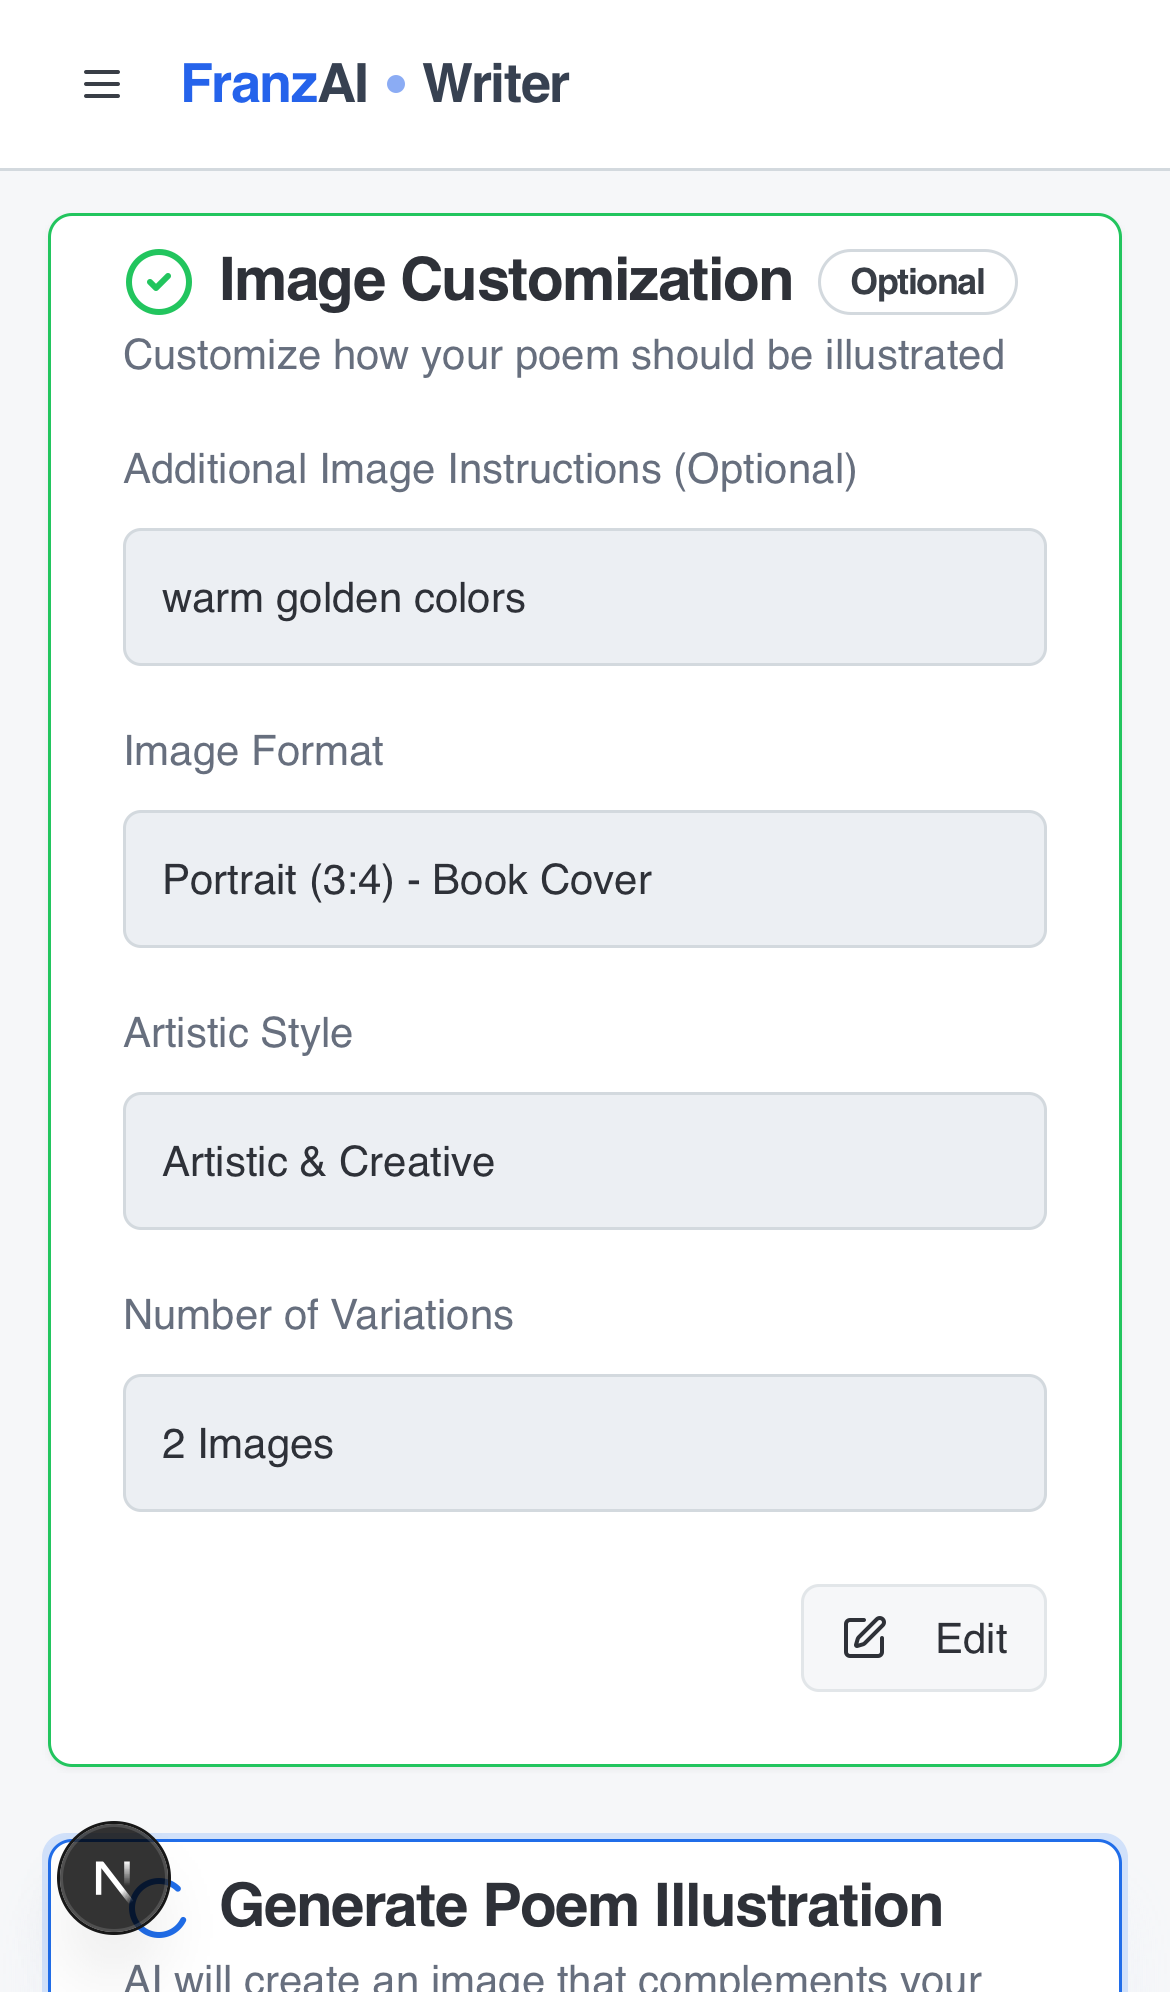 FranzAI • Writer
Image Customization Optional
Customize how your poem should be illustrated
Additional Image Instructions (Optional)
warm golden colors
Image Format
Portrait (3:4) - Book Cover
Artistic Style
Artistic & Creative
Number of Variations
2 Images
Edit
N
Generate Poem Illustration
AI will create an image that complements your